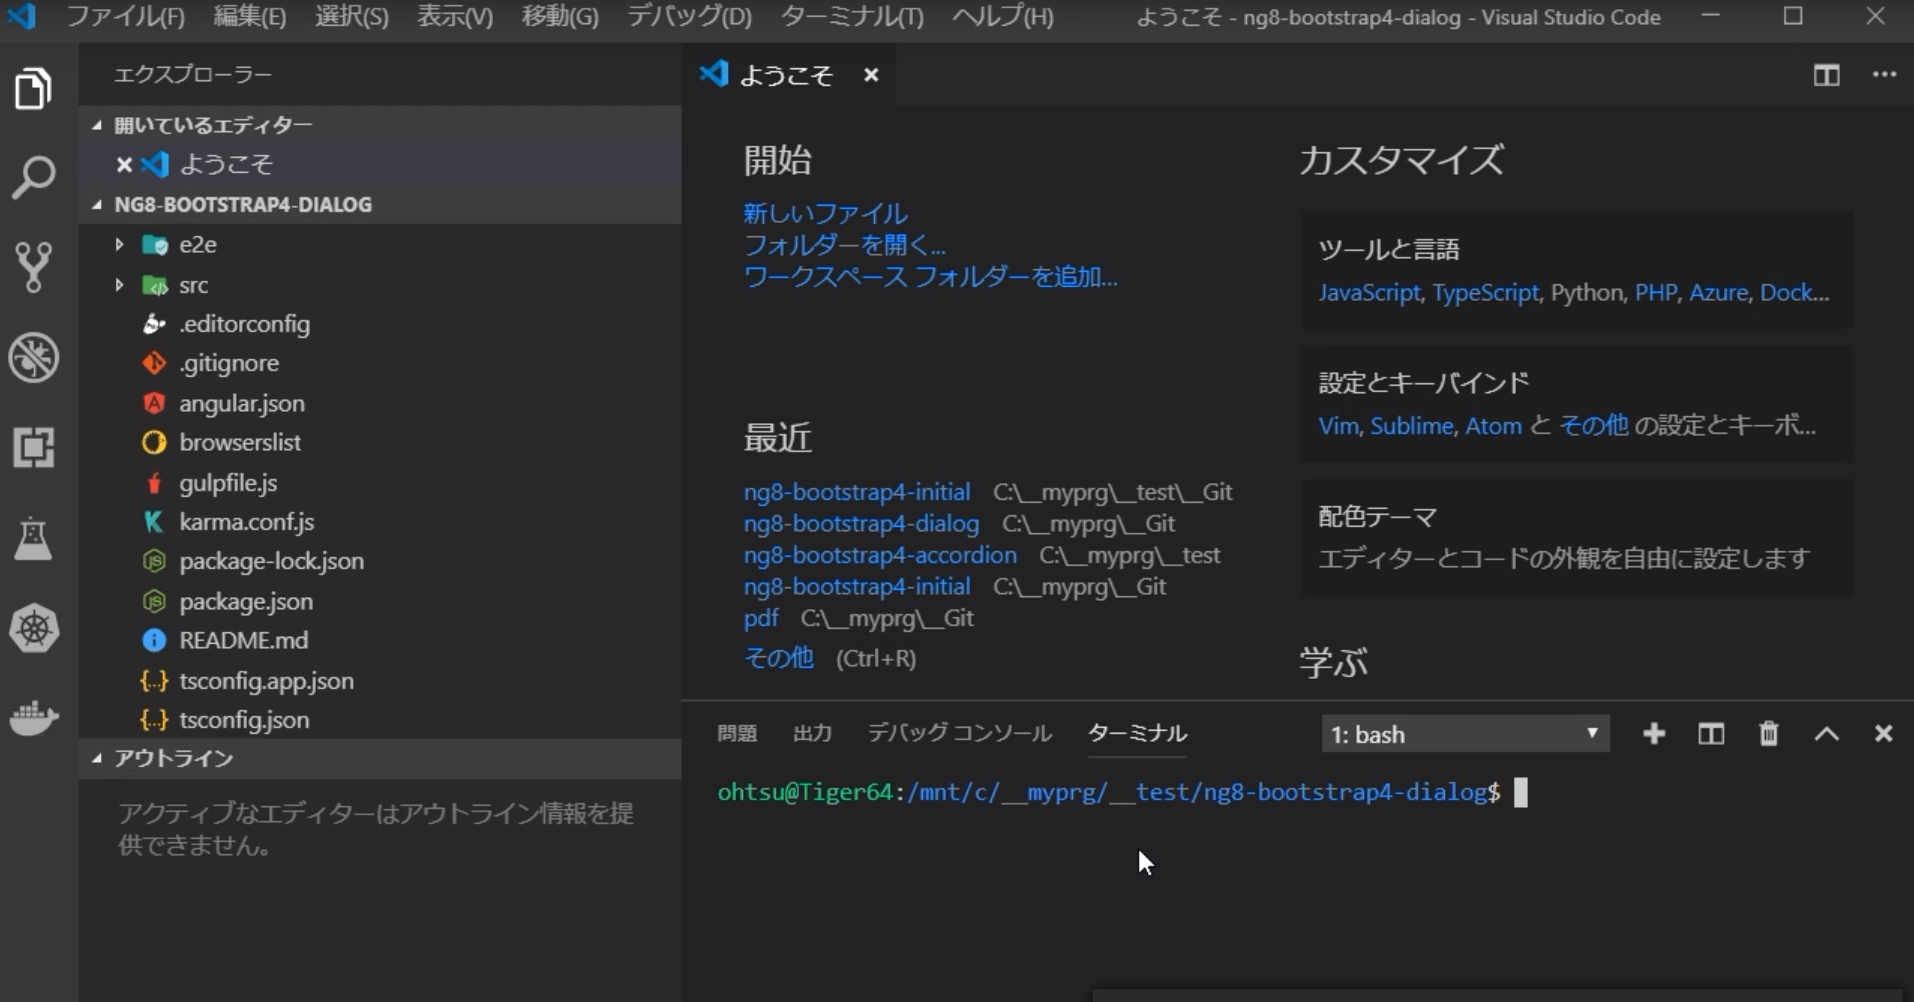 ファイル(F) 編集(E) 選択(S) 表示(V) 移動(G) デバッグ(D) ターミナル(T) ヘルプ(H) ようこそ - ng8-bootstrap4-dialog - Visual Studio Code
エクスプローラー
開いているエディター
ようこそ
NG8-BOOTSTRAP4-DIALOG
e2e
src
.editorconfig
.gitignore
angular.json
browserslist
gulpfile.js
karma.conf.js
package-lock.json
package.json
README.md
tsconfig.app.json
tsconfig.json
アウトライン
アクティブなエディターはアウトライン情報を提
供できません。
ようこそ
開始
新しいファイル
フォルダーを開く...
ワークスペース フォルダーを追加...
最近
ng8-bootstrap4-initial C:\__myprg\__test\__Git
ng8-bootstrap4-dialog C:\__myprg\__Git
ng8-bootstrap4-accordion C:\__myprg\__test
ng8-bootstrap4-initial C:\__myprg\__Git
pdf C:\__myprg\__Git
その他 (Ctrl+R)
カスタマイズ
ツールと言語
JavaScript, TypeScript, Python, PHP, Azure, Dock...
設定とキーバインド
Vim, Sublime, Atom と その他 の設定とキーボ...
配色テーマ
エディターとコードの外観を自由に設定します
学ぶ
問題 出力 デバッグ コンソール ターミナル 1: bash
ohtsu@Tiger64:/mnt/c/__myprg/__test/ng8-bootstrap4-dialog$